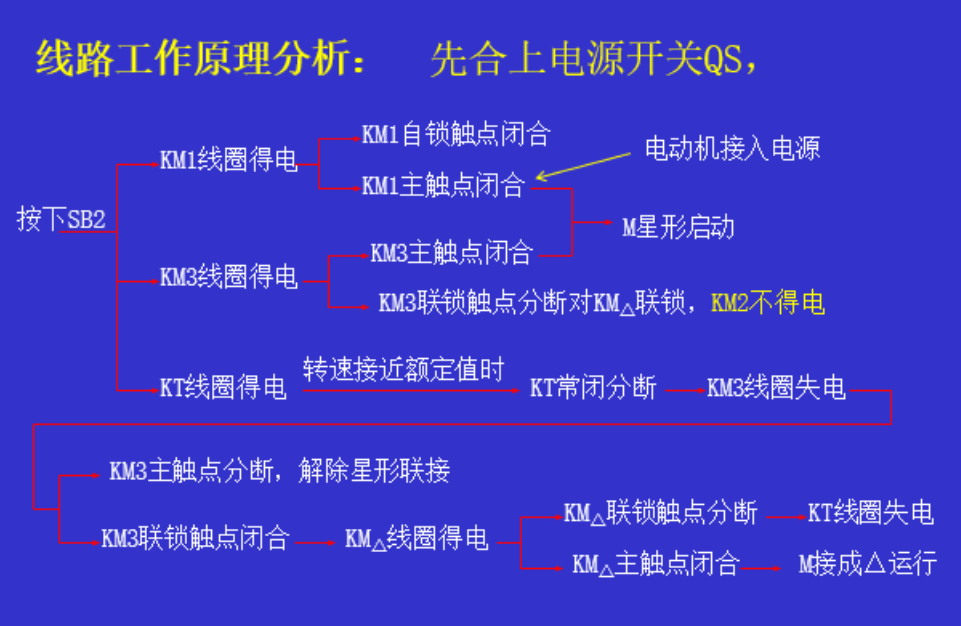 线路工作原理分析： 先合上电源开关QS，
KM1自锁触点闭合
电动机接入电源
KM1线圈得电
KM1主触点闭合
按下SB2
M星形启动
KM3主触点闭合
KM3线圈得电
KM3联锁触点分断对KM△联锁，KM2不得电
转速接近额定值时
KT线圈得电 KT常闭分断 KM3线圈失电
KM3主触点分断，解除星形联接
KM△联锁触点分断 KT线圈失电
KM3联锁触点闭合 KM△线圈得电
KM△主触点闭合 M接成△运行